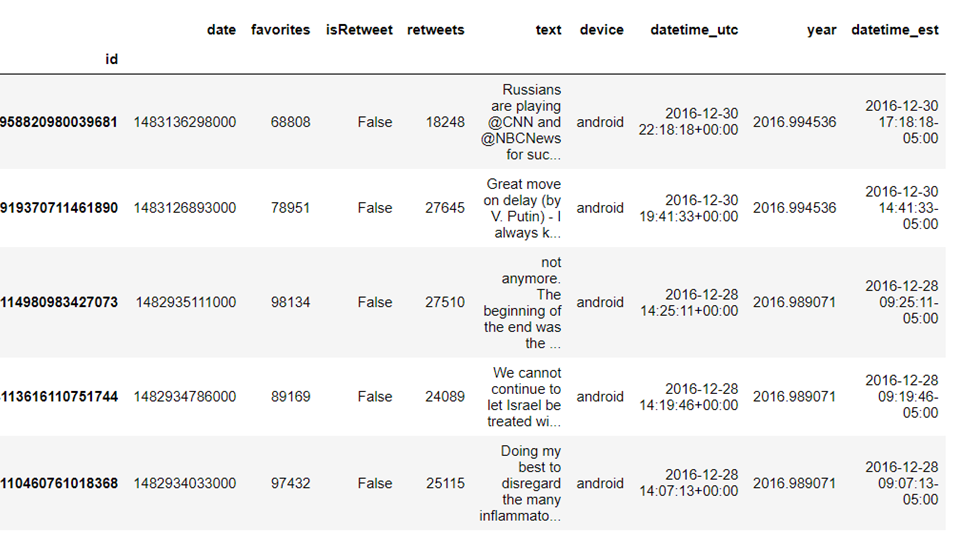 date favorites isRetweet retweets text device datetime_utc year datetime_est
id
958820980039681 1483136298000 68808 False 18248 Russians are playing @CNN and @NBCNews for suc... android 2016-12-30 22:18:18+00:00 2016.994536 2016-12-30 17:18:18-05:00
919370711461890 1483126893000 78951 False 27645 Great move on delay (by V. Putin) - I always k... android 2016-12-30 19:41:33+00:00 2016.994536 2016-12-30 14:41:33-05:00
114980983427073 1482935111000 98134 False 27510 not anymore. The beginning of the end was the ... android 2016-12-28 14:25:11+00:00 2016.989071 2016-12-28 09:25:11-05:00
113616110751744 1482934786000 89169 False 24089 We cannot continue to let Israel be treated wi... android 2016-12-28 14:19:46+00:00 2016.989071 2016-12-28 09:19:46-05:00
110460761018368 1482934033000 97432 False 25115 Doing my best to disregard the many inflammato... android 2016-12-28 14:07:13+00:00 2016.989071 2016-12-28 09:07:13-05:00